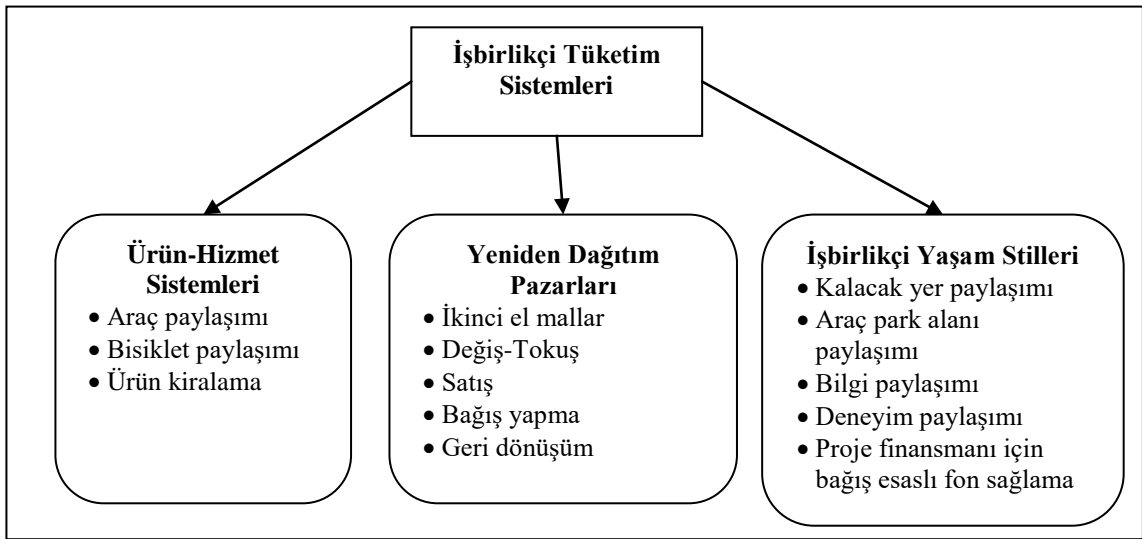 İşbirlikçi Tüketim
Sistemleri
Ürün-Hizmet
Sistemleri
• Araç paylaşımı
• Bisiklet paylaşımı
• Ürün kiralama
Yeniden Dağıtım
Pazarları
• İkinci el mallar
• Değiş-Tokuş
• Satış
• Bağış yapma
• Geri dönüşüm
İşbirlikçi Yaşam Stilleri
• Kalacak yer paylaşımı
• Araç park alanı
paylaşımı
• Bilgi paylaşımı
• Deneyim paylaşımı
• Proje finansmanı için
bağış esaslı fon sağlama